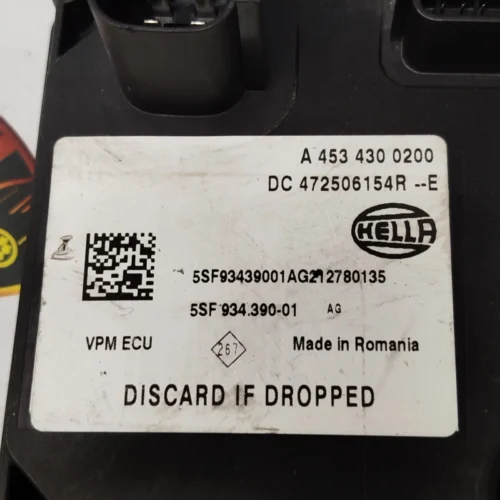 A 453 430 0200
DC 472506154R --E
HELLA
5SF93439001AG212780135
5SF 934.390-01 AG
VPM ECU 267 Made in Romania
DISCARD IF DROPPED